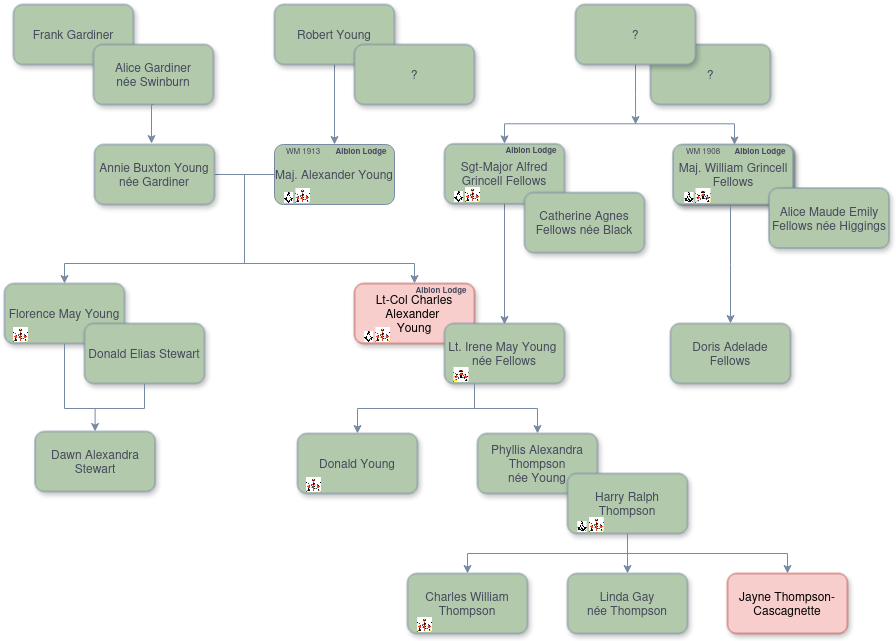 Frank Gardiner
Alice Gardiner
née Swinburn
Robert Young
?
?
?
Annie Buxton Young
née Gardiner
WM 1913 Albion Lodge
Maj. Alexander Young
Albion Lodge
Sgt-Major Alfred
Grincell Fellows
Catherine Agnes
Fellows née Black
WM 1908 Albion Lodge
Maj. William Grincell
Fellows
Alice Maude Emily
Fellows née Higgings
Florence May Young
Donald Elias Stewart
Albion Lodge
Lt-Col Charles
Alexander
Young
Lt. Irene May Young
née Fellows
Doris Adelade
Fellows
Dawn Alexandra
Stewart
Donald Young
Phyllis Alexandra
Thompson
née Young
Harry Ralph
Thompson
Charles William
Thompson
Linda Gay
née Thompson
Jayne Thompson-
Cascagnette